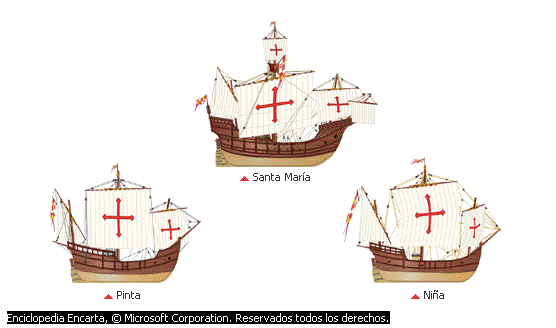 Santa María
Pinta
Niña
Enciclopedia Encarta, © Microsoft Corporation. Reservados todos los derechos.